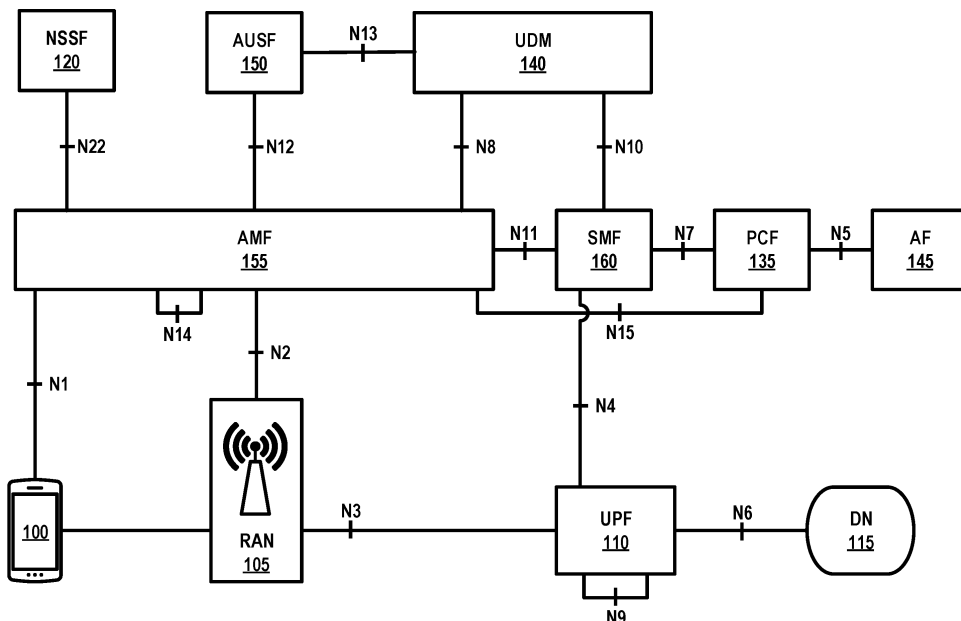 NSSF
120
AUSF
150
N13
UDM
140
N22
N12
N8
N10
AMF
155
N11
SMF
160
N7
PCF
135
N5
AF
145
N14
N15
N1
N2
N4
100
RAN
105
N3
UPF
110
N6
DN
115
N9